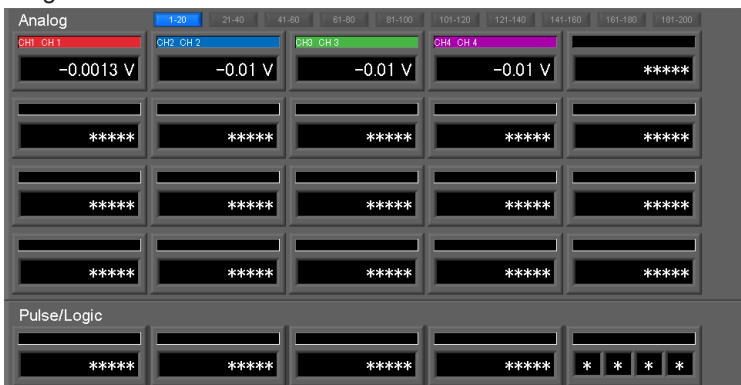 Analog 1-20 21-40 41-60 61-80 81-100 101-120 121-140 141-160 161-180 181-200
CH1 CH 1 CH2 CH 2 CH3 CH 3 CH4 CH 4
-0.0013 V -0.01 V -0.01 V -0.01 V *****
***** ***** ***** ***** *****
***** ***** ***** ***** *****
***** ***** ***** ***** *****
Pulse/Logic
***** ***** ***** ***** * * * *